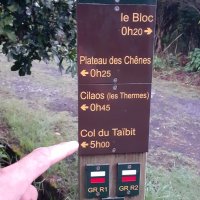 le Bloc
0h20
Plateau des Chênes
0h25
Cilaos (les Thermes)
0h45
Col du Taïbit
5h00
GR R1
GR R2